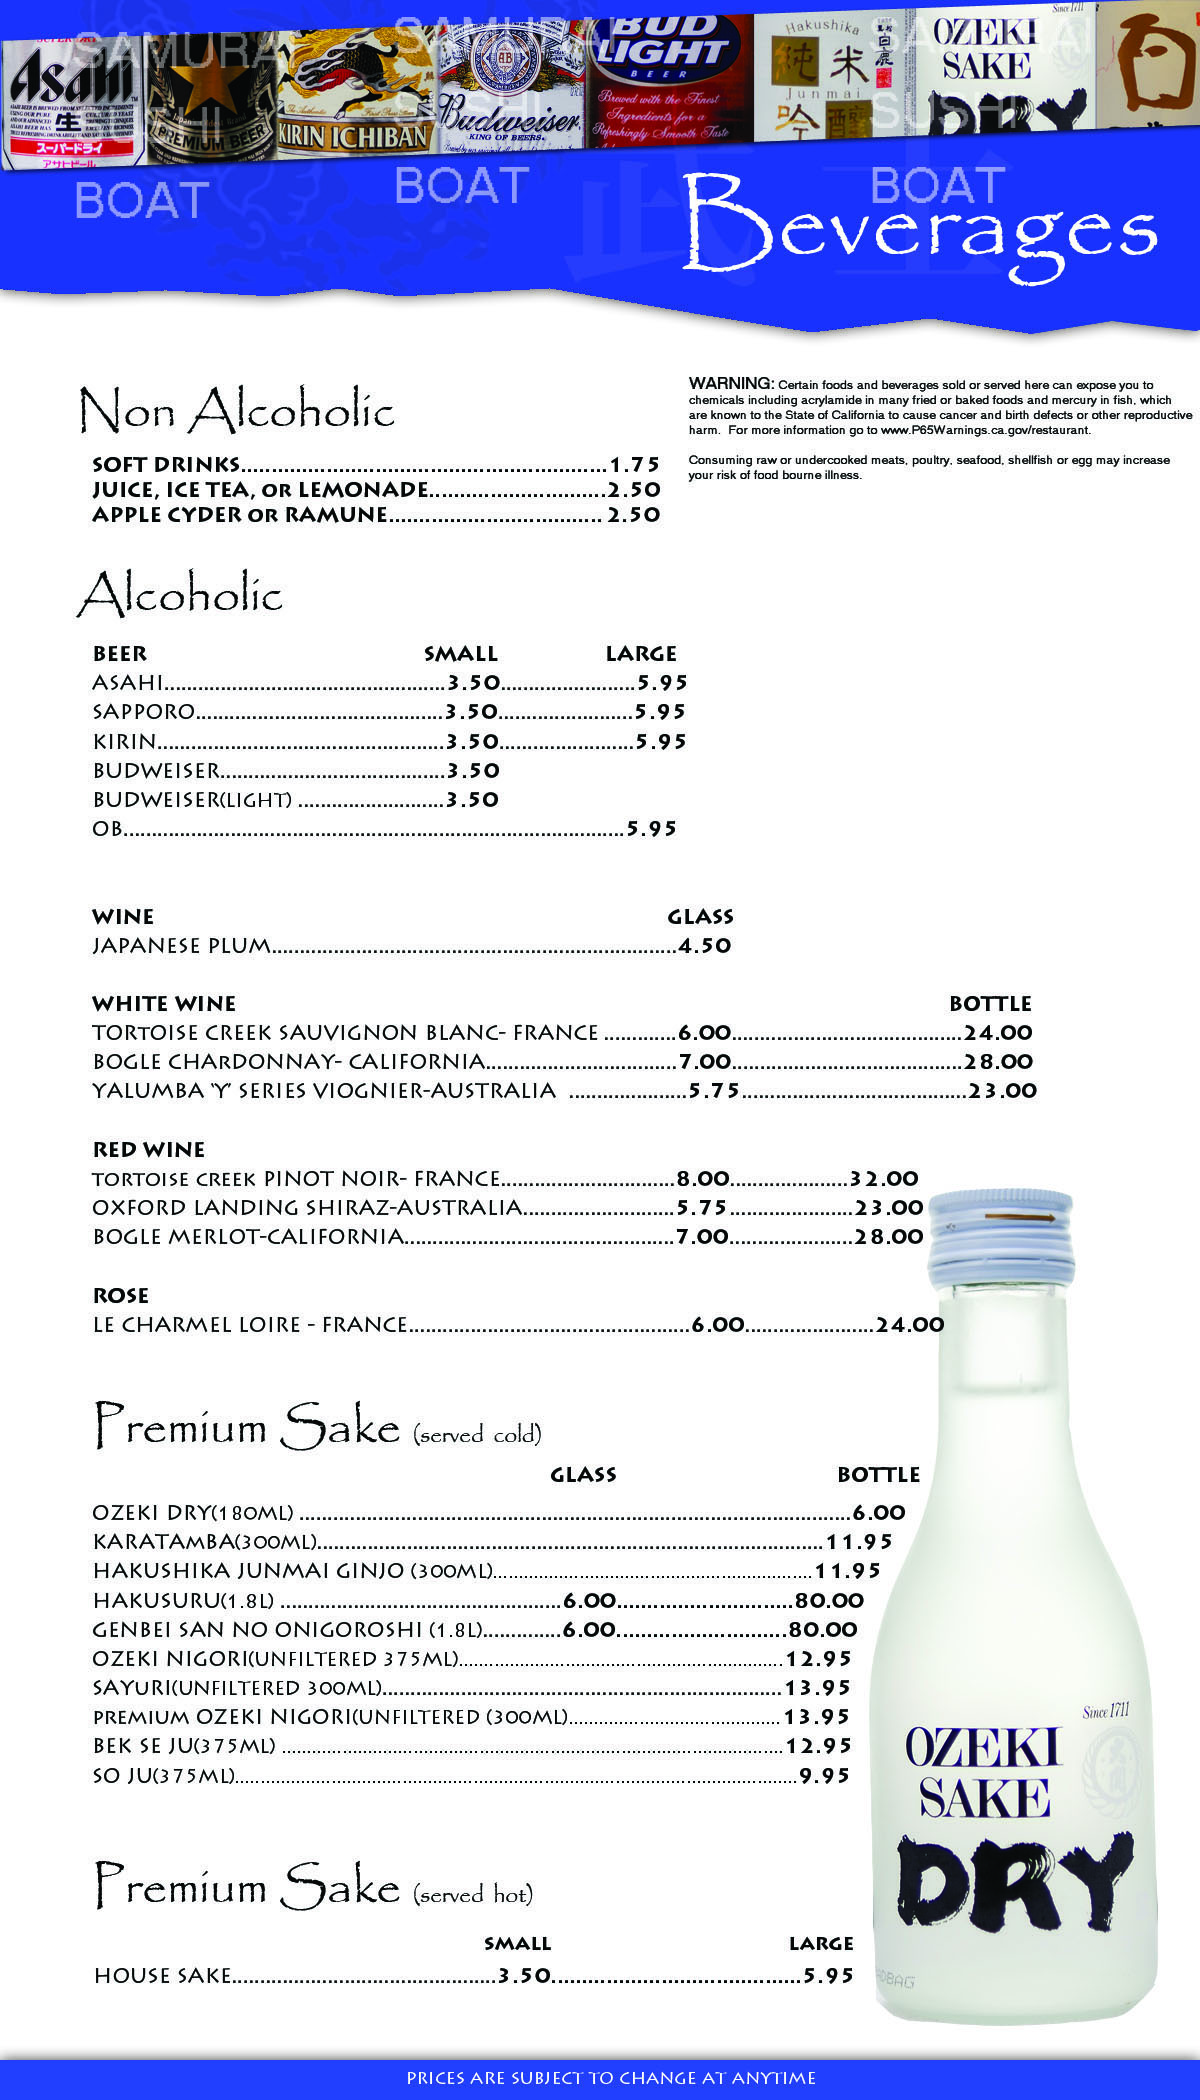 SAMURAI SUSHI BOAT
SAMURAI SUSHI BOAT
SAMURAI SUSHI BOAT
Asahi
生
スーパードライ
アサヒビール
PREMIUM BEER
KIRIN ICHIBAN
AB
Budweiser
KING OF BEERS.
BUD
LIGHT
BEER
Brewed with the Finest
Ingredients for a
Refreshingly Smooth Taste
Hakushika
純米
Junmai
吟
Since 1711
OZEKI
SAKE
DRY
Beverages
WARNING: Certain foods and beverages sold or served here can expose you to
chemicals including acrylamide in many fried or baked foods and mercury in fish, which
are known to the State of California to cause cancer and birth defects or other reproductive
harm. For more information go to www.P65Warnings.ca.gov/restaurant.
Consuming raw or undercooked meats, poultry, seafood, shellfish or egg may increase
your risk of food bourne illness.
Non Alcoholic
SOFT DRINKS............................................................1.75
JUICE, ICE TEA, or LEMONADE.............................2.50
APPLE CYDER or RAMUNE................................... 2.50
Alcoholic
BEER SMALL LARGE
ASAHI..................................................3.50........................5.95
SAPPORO............................................3.50........................5.95
KIRIN...................................................3.50........................5.95
BUDWEISER........................................3.50
BUDWEISER(LIGHT) ..........................3.50
OB.........................................................................................5.95
WINE GLASS
JAPANESE PLUM........................................................................4.50
WHITE WINE BOTTLE
TORTOISE CREEK SAUVIGNON BLANC- FRANCE .............6.00.........................................24.00
BOGLE CHArDONNAY- CALIFORNIA..................................7.00.........................................28.00
YALUMBA ‘Y’ SERIES VIOGNIER-AUSTRALIA .....................5.75........................................23.00
RED WINE
TORTOISE CREEK PINOT NOIR- FRANCE...............................8.00.....................32.00
OXFORD LANDING SHIRAZ-AUSTRALIA...........................5.75......................23.00
BOGLE MERLOT-CALIFORNIA................................................7.00......................28.00
ROSE
LE CHARMEL LOIRE - FRANCE..................................................6.00.......................24.00
Premium Sake (served cold)
GLASS BOTTLE
OZEKI DRY(180ML) ..................................................................................................6.00
KARATAmBA(300ML)..........................................................................................11.95
HAKUSHIKA JUNMAI GINJO (300ML).........................................................11.95
HAKUSURU(1.8L) ..................................................6.00.............................80.00
GENBEI SAN NO ONIGOROSHI (1.8L)..............6.00............................80.00
OZEKI NIGORI(UNFILTERED 375ML)..........................................................12.95
SAYuRI(UNFILTERED 300ML).......................................................................13.95
PREMIUM OZEKI NIGORI(UNFILTERED (300ML)......................................13.95
BEK SE JU(375ML) .........................................................................................12.95
SO JU(375ML)....................................................................................................9.95
Since 1711
OZEKI
SAKE
DRY
Premium Sake (served hot)
SMALL LARGE
HOUSE SAKE...............................................3.50.........................................5.95
PRICES ARE SUBJECT TO CHANGE AT ANYTIME